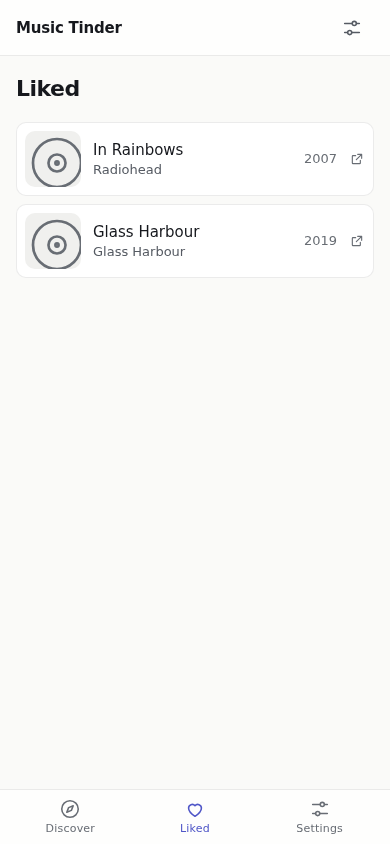 Music Tinder
Liked
In Rainbows
Radiohead
2007
Glass Harbour
Glass Harbour
2019
Discover
Liked
Settings